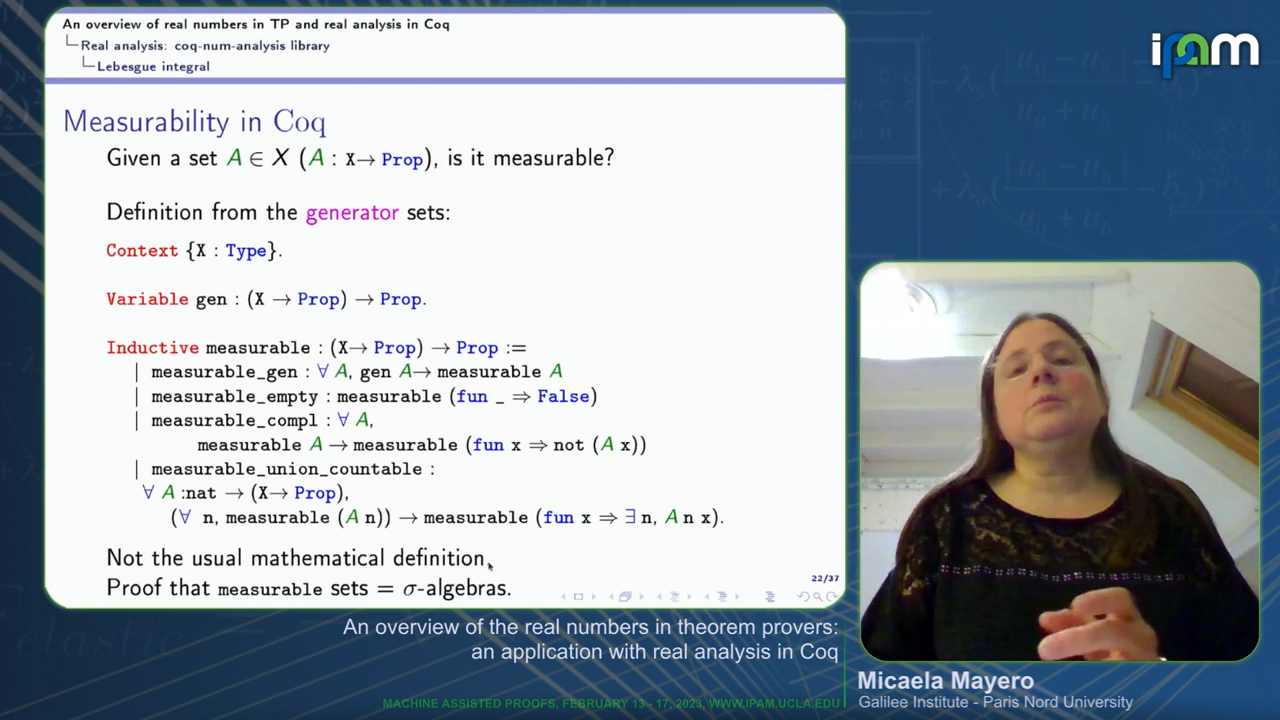 An overview of real numbers in TP and real analysis in Coq
Real analysis: coq-num-analysis library
Lebesgue integral
ipam
Measurability in Coq
Given a set A ∈ X (A : X→ Prop), is it measurable?
Definition from the generator sets:
Context {X : Type}.
Variable gen : (X → Prop) → Prop.
Inductive measurable : (X→ Prop) → Prop :=
| measurable_gen : ∀ A, gen A→ measurable A
| measurable_empty : measurable (fun _ ⇒ False)
| measurable_compl : ∀ A,
measurable A → measurable (fun x ⇒ not (A x))
| measurable_union_countable :
∀ A :nat → (X→ Prop),
(∀ n, measurable (A n)) → measurable (fun x ⇒ ∃ n, A n x).
Not the usual mathematical definition,
Proof that measurable sets = σ-algebras.
22/37
An overview of the real numbers in theorem provers:
an application with real analysis in Coq
Micaela Mayero
Galilee Institute - Paris Nord University
MACHINE ASSISTED PROOFS, FEBRUARY 13 - 17, 2023, WWW.IPAM.UCLA.EDU